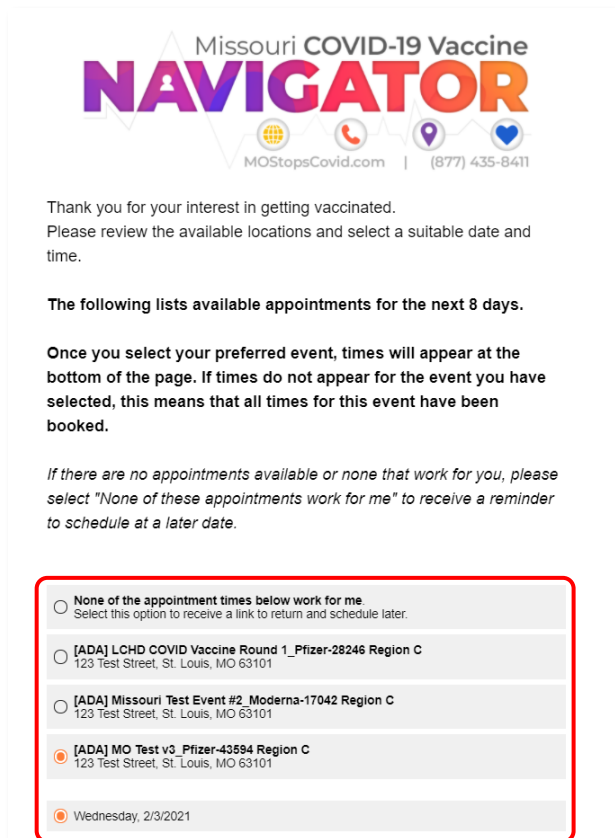 Missouri COVID-19 Vaccine
NAVIGATOR
MOStopsCovid.com | (877) 435-8411
Thank you for your interest in getting vaccinated.
Please review the available locations and select a suitable date and
time.
The following lists available appointments for the next 8 days.
Once you select your preferred event, times will appear at the
bottom of the page. If times do not appear for the event you have
selected, this means that all times for this event have been
booked.
If there are no appointments available or none that work for you, please
select "None of these appointments work for me" to receive a reminder
to schedule at a later date.
None of the appointment times below work for me.
Select this option to receive a link to return and schedule later.
[ADA] LCHD COVID Vaccine Round 1_Pfizer-28246 Region C
123 Test Street, St. Louis, MO 63101
[ADA] Missouri Test Event #2_Moderna-17042 Region C
123 Test Street, St. Louis, MO 63101
[ADA] MO Test v3_Pfizer-43594 Region C
123 Test Street, St. Louis, MO 63101
Wednesday, 2/3/2021